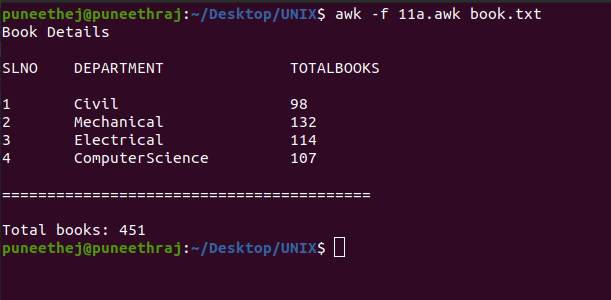 puneethej@puneethraj:~/Desktop/UNIX$ awk -f 11a.awk book.txt
Book Details
SLNO DEPARTMENT TOTALBOOKS
1 Civil 98
2 Mechanical 132
3 Electrical 114
4 ComputerScience 107
=========================================
Total books: 451
puneethej@puneethraj:~/Desktop/UNIX$